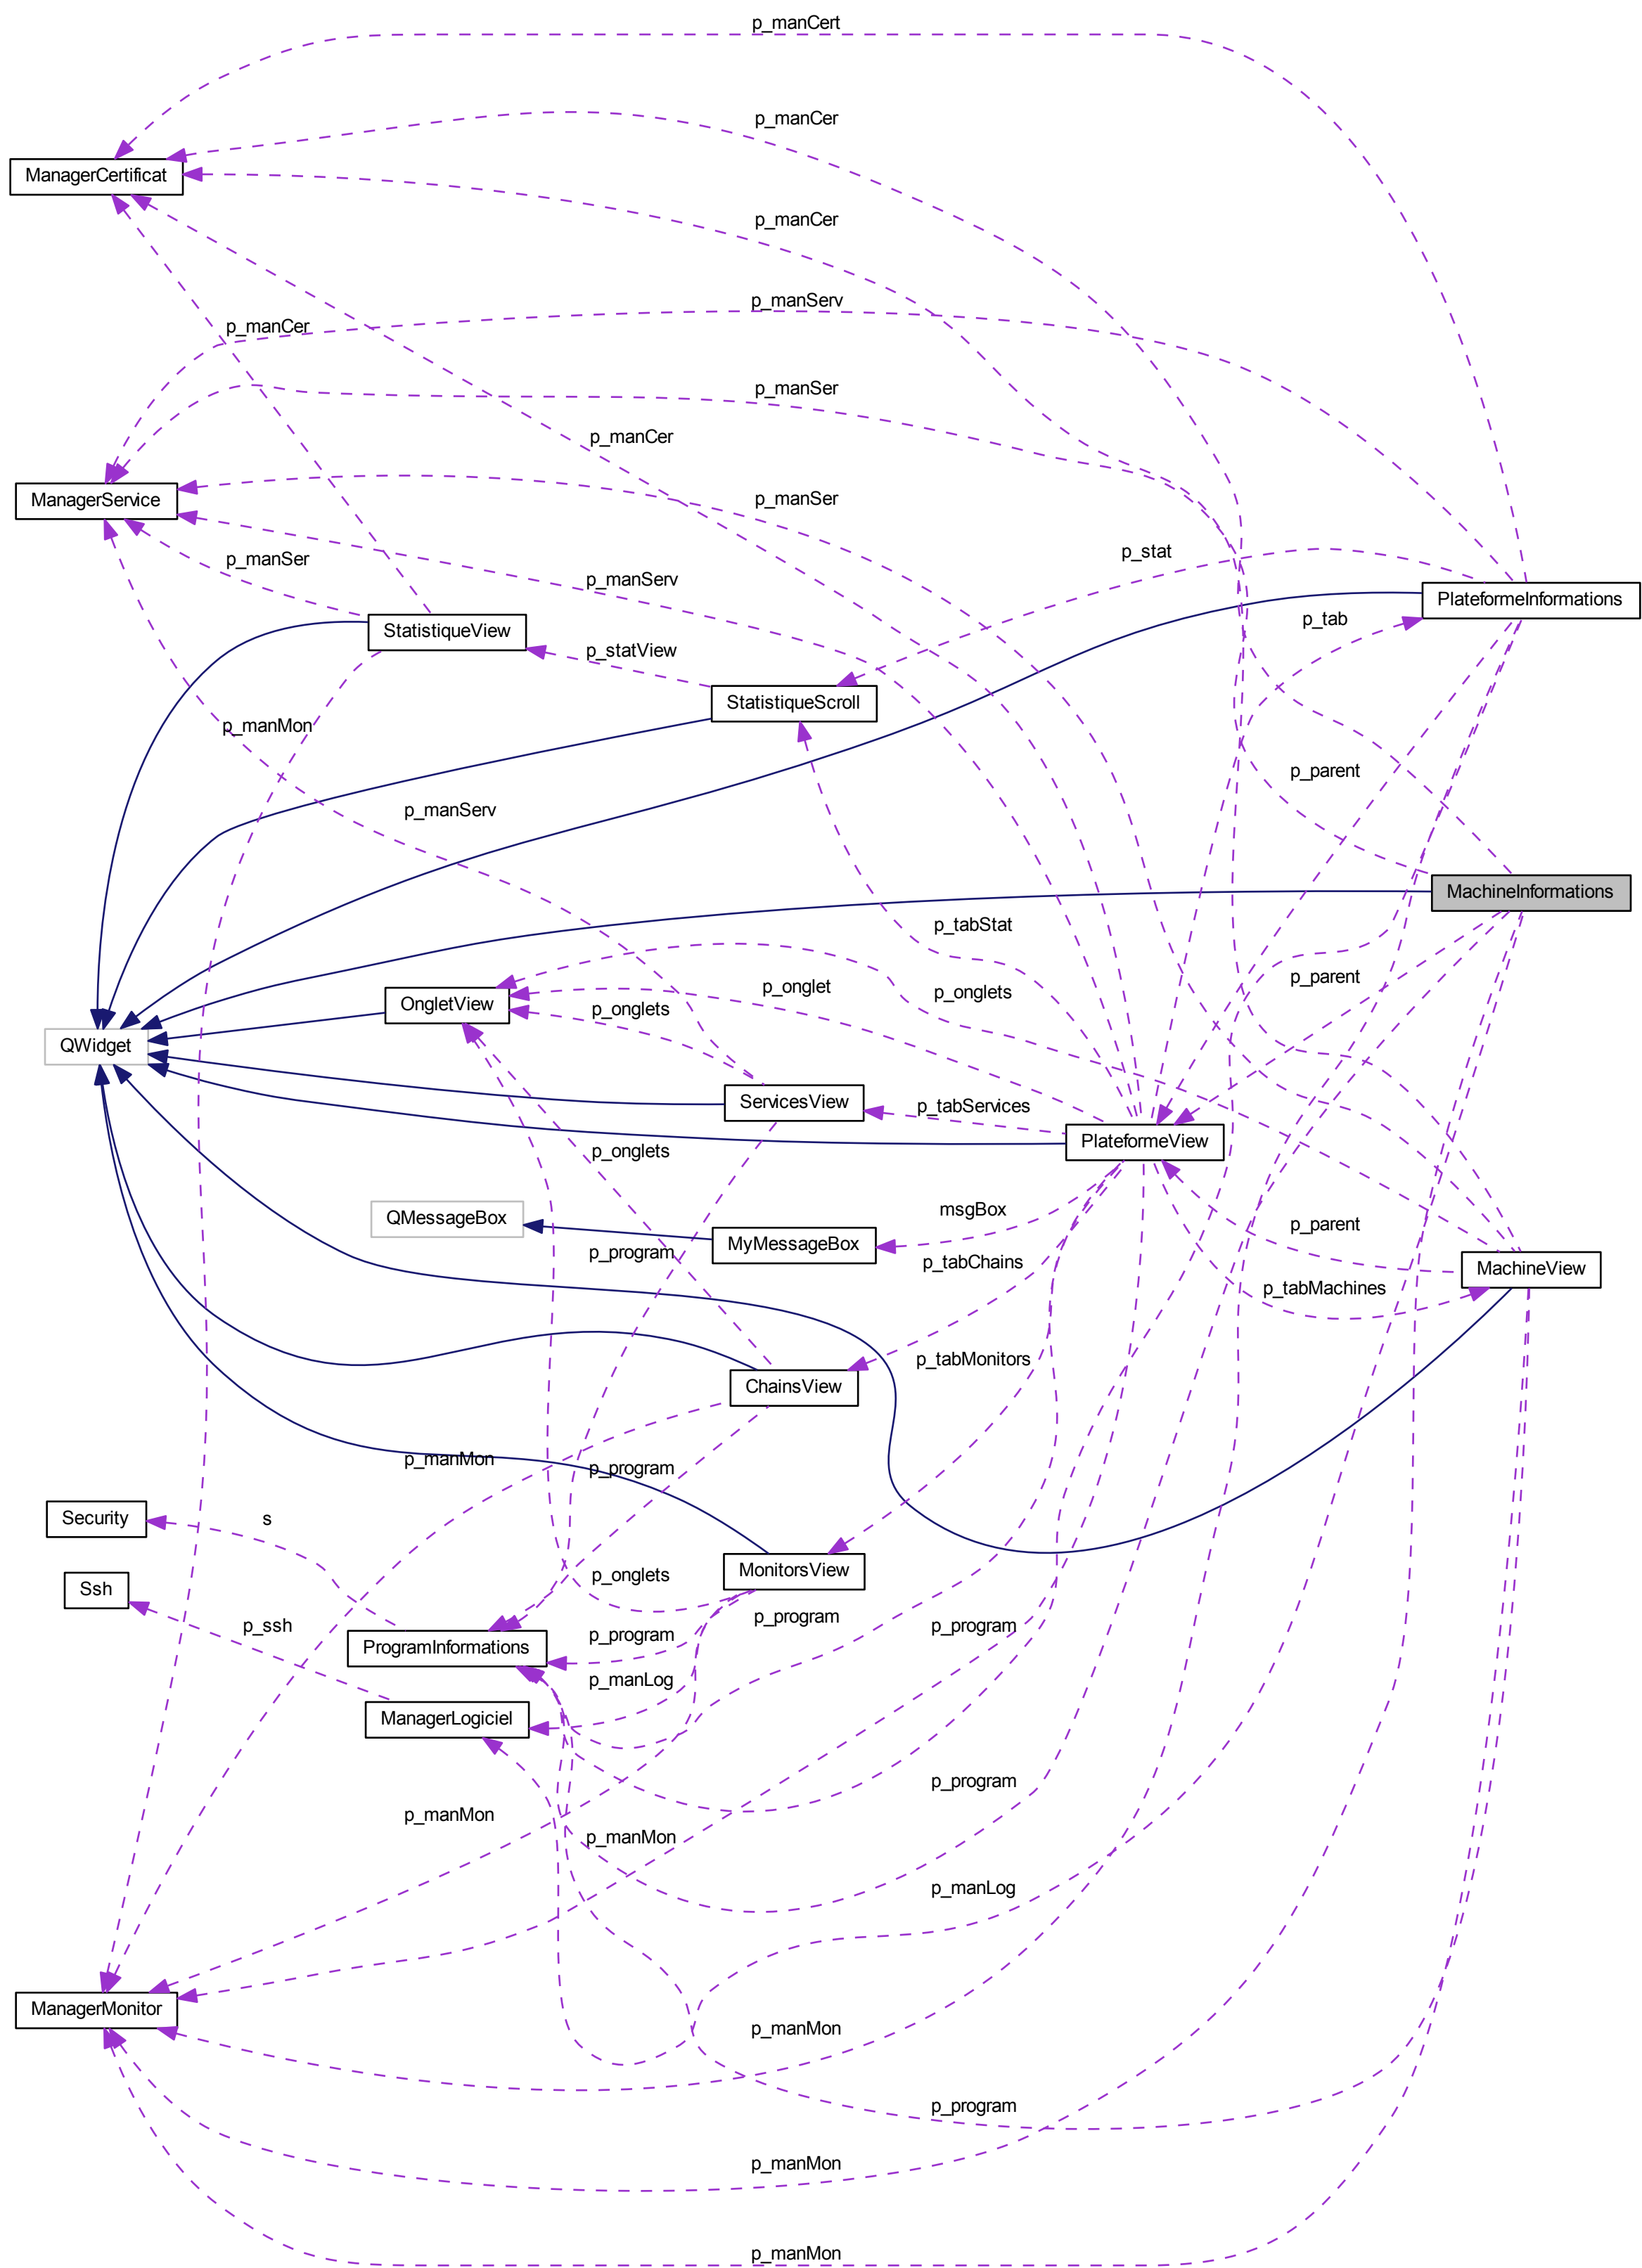 p_manCert
p_manCer
ManagerCertificat
p_manCer
p_manServ
p_manCer
p_manSer
p_manCer
ManagerService
p_manSer
p_stat
p_manSer
p_manServ
PlateformeInformations
p_tab
StatistiqueView
p_statView
StatistiqueScroll
p_manMon
p_parent
p_manServ
MachineInformations
p_tabStat
p_parent
p_onglet
p_onglets
OngletView
p_onglets
QWidget
ServicesView
p_tabServices
PlateformeView
p_onglets
QMessageBox
msgBox
p_parent
MyMessageBox
p_program
p_tabChains
MachineView
p_tabMachines
p_tabMonitors
ChainsView
p_manMon
p_program
Security
s
MonitorsView
p_onglets
Ssh
p_ssh
p_program
p_program
p_program
ProgramInformations
p_manLog
ManagerLogiciel
p_program
p_manMon
p_manMon
p_manLog
ManagerMonitor
p_manMon
p_program
p_manMon
p_manMon